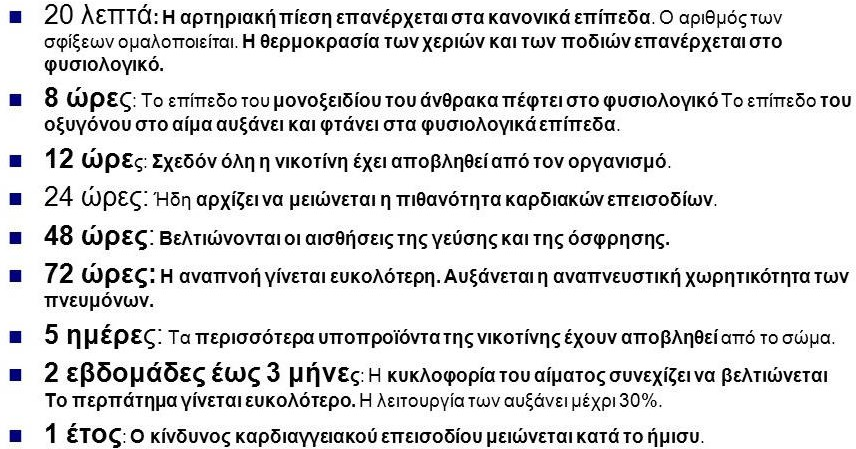 20 λεπτά: Η αρτηριακή πίεση επανέρχεται στα κανονικά επίπεδα. Ο αριθμός των
σφίξεων ομαλοποιείται. Η θερμοκρασία των χεριών και των ποδιών επανέρχεται στο
φυσιολογικό.
8 ώρες: Το επίπεδο του μονοξειδίου του άνθρακα πέφτει στο φυσιολογικό Το επίπεδο του
οξυγόνου στο αίμα αυξάνει και φτάνει στα φυσιολογικά επίπεδα.
12 ώρες: Σχεδόν όλη η νικοτίνη έχει αποβληθεί από τον οργανισμό.
24 ώρες: Ήδη αρχίζει να μειώνεται η πιθανότητα καρδιακών επεισοδίων.
48 ώρες: Βελτιώνονται οι αισθήσεις της γεύσης και της όσφρησης.
72 ώρες: Η αναπνοή γίνεται ευκολότερη. Αυξάνεται η αναπνευστική χωρητικότητα των
πνευμόνων.
5 ημέρες: Τα περισσότερα υποπροϊόντα της νικοτίνης έχουν αποβληθεί από το σώμα.
2 εβδομάδες έως 3 μήνες: Η κυκλοφορία του αίματος συνεχίζει να βελτιώνεται
Το περπάτημα γίνεται ευκολότερο. Η λειτουργία των αυξάνει μέχρι 30%.
1 έτος: Ο κίνδυνος καρδιαγγειακού επεισοδίου μειώνεται κατά το ήμισυ.